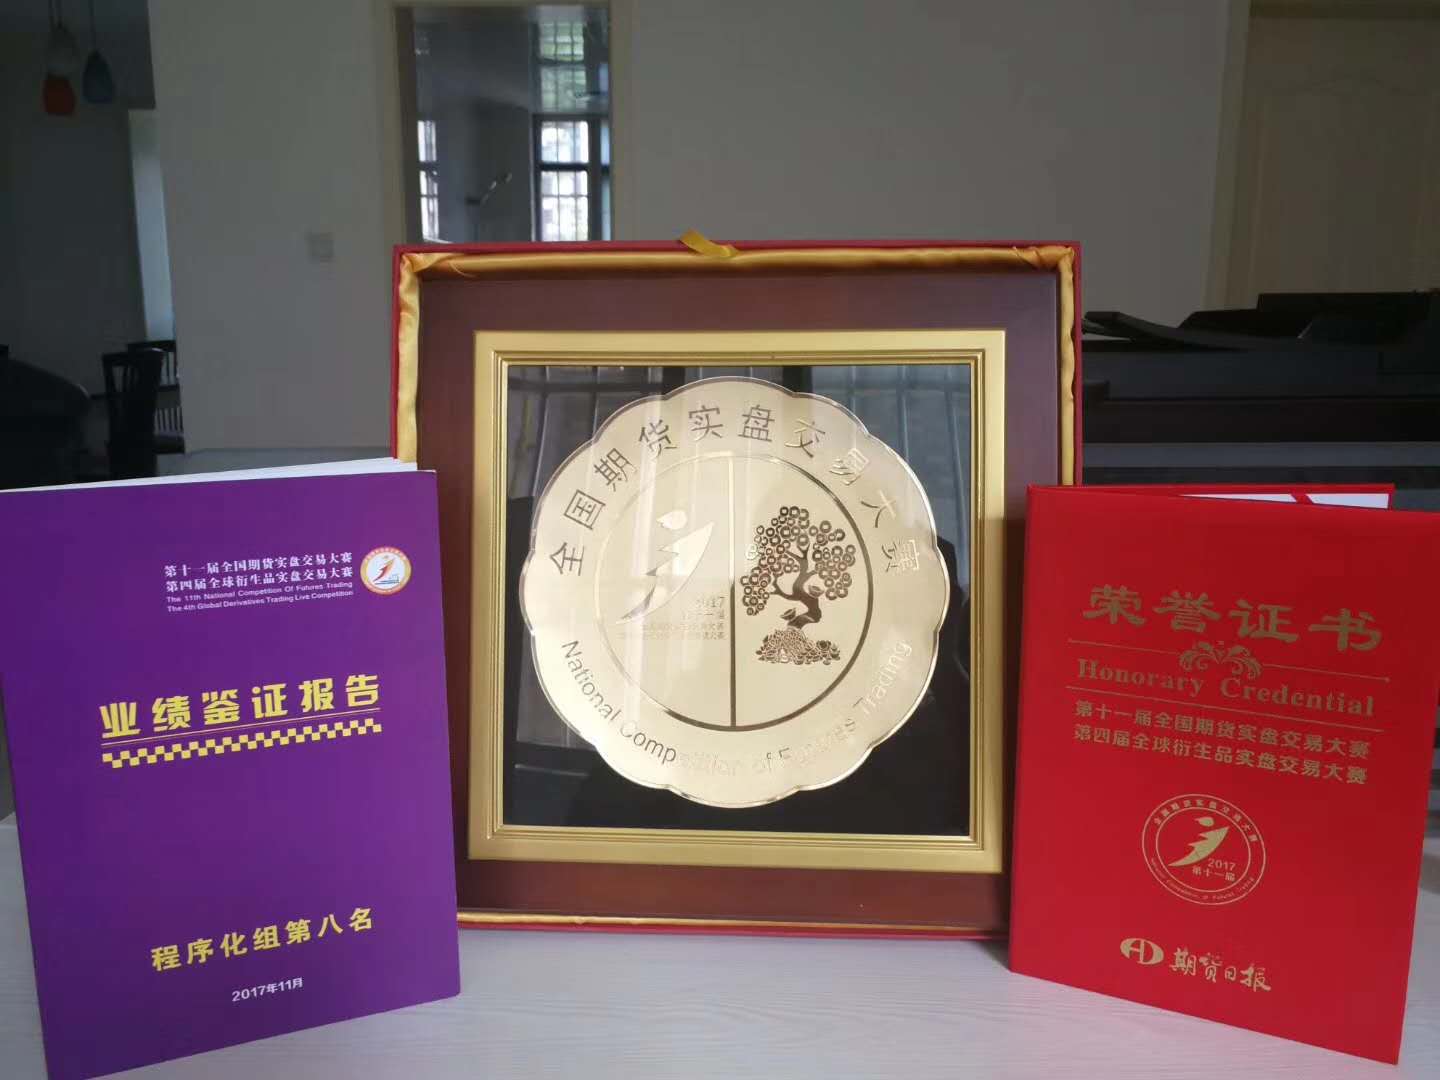 第十一届全国期货实盘交易大赛
第四届全球衍生品实盘交易大赛
The 11th National Competition Of Futures Trading
The 4th Global Derivatives Trading Live Competition
业绩鉴证报告
程序化组第八名
2017年11月
全国期货实盘交易大赛
2017
第十一届
National Competition of Futures Trading
荣誉证书
Honorary Credential
第十一届全国期货实盘交易大赛
第四届全球衍生品实盘交易大赛
全国期货实盘交易大赛
2017
第十一届
National Competition Of Futures Trading
期货日报